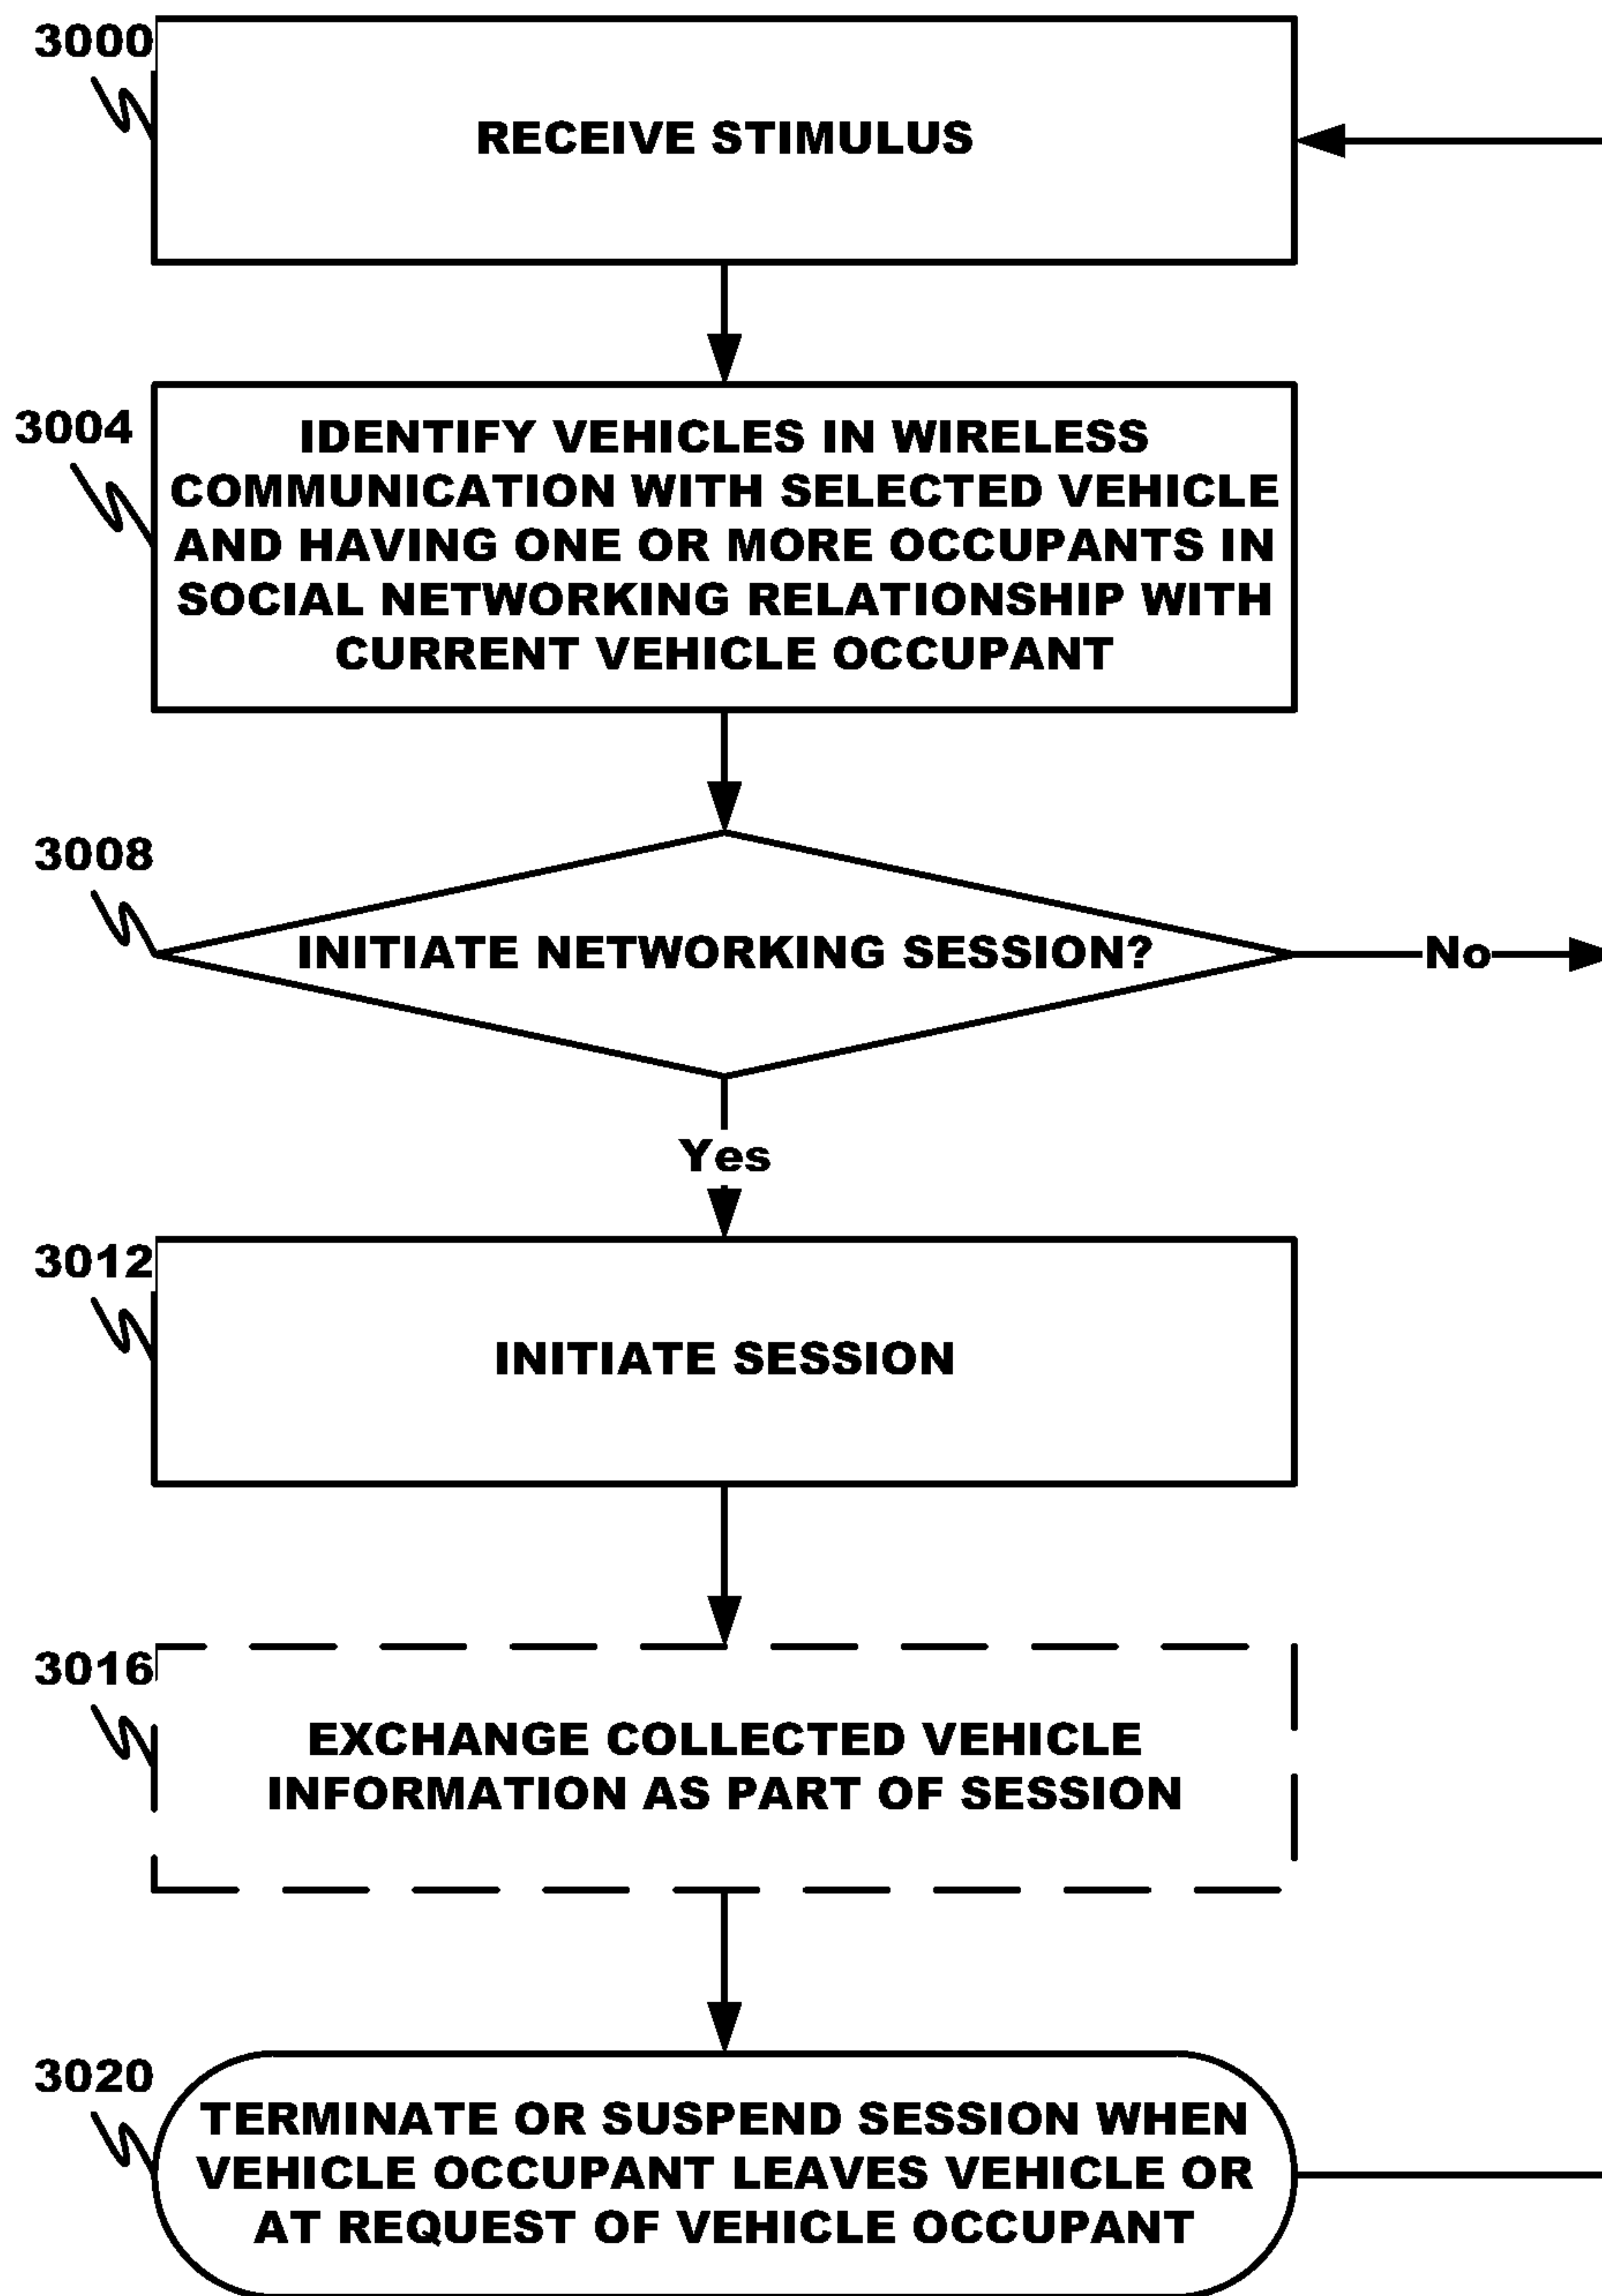 3000
RECEIVE STIMULUS
3004
IDENTIFY VEHICLES IN WIRELESS
COMMUNICATION WITH SELECTED VEHICLE
AND HAVING ONE OR MORE OCCUPANTS IN
SOCIAL NETWORKING RELATIONSHIP WITH
CURRENT VEHICLE OCCUPANT
3008
INITIATE NETWORKING SESSION?
No
Yes
3012
INITIATE SESSION
3016
EXCHANGE COLLECTED VEHICLE
INFORMATION AS PART OF SESSION
3020
TERMINATE OR SUSPEND SESSION WHEN
VEHICLE OCCUPANT LEAVES VEHICLE OR
AT REQUEST OF VEHICLE OCCUPANT